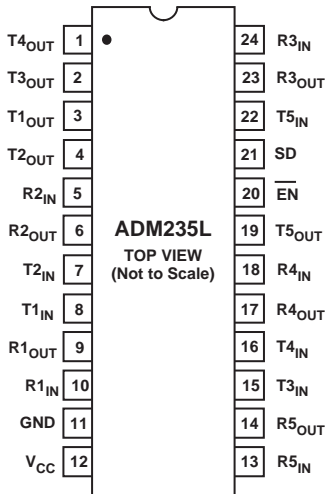 T4OUT 1 24 R3IN
T3OUT 2 23 R3OUT
T1OUT 3 22 T5IN
T2OUT 4 21 SD
R2IN 5 20 EN
R2OUT 6 ADM235L 19 T5OUT
TOP VIEW
(Not to Scale)
T2IN 7 18 R4IN
T1IN 8 17 R4OUT
R1OUT 9 16 T4IN
R1IN 10 15 T3IN
GND 11 14 R5OUT
VCC 12 13 R5IN